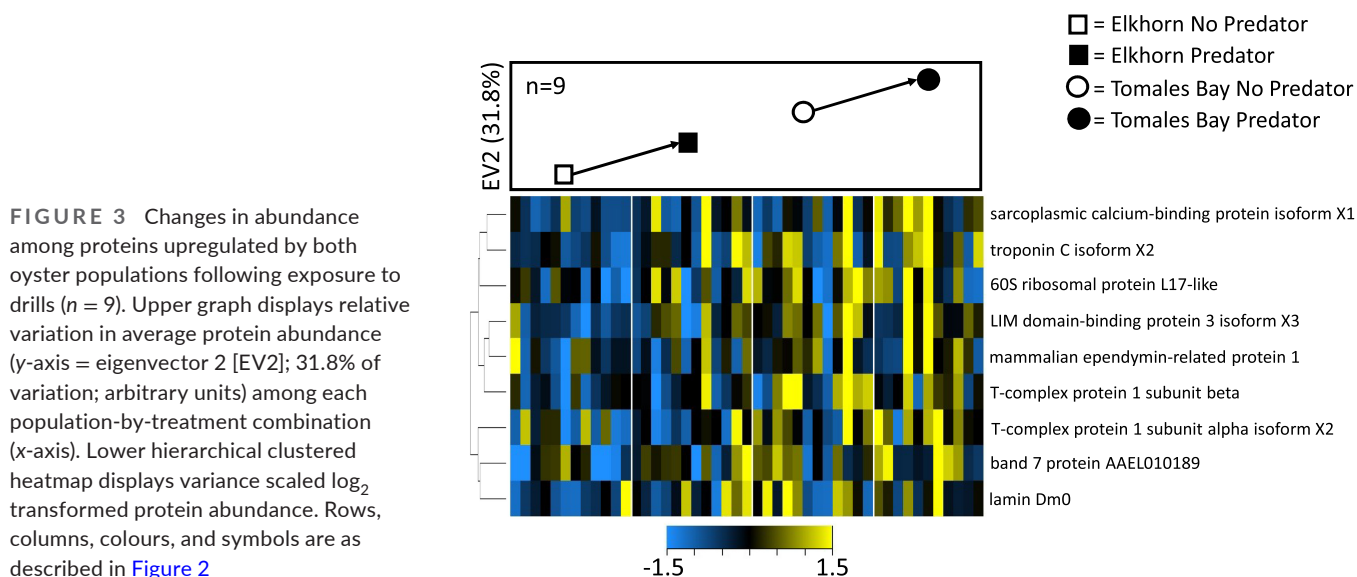 = Elkhorn No Predator
= Elkhorn Predator
= Tomales Bay No Predator
= Tomales Bay Predator
EV2 (31.8%)
n=9
FIGURE 3 Changes in abundance
among proteins upregulated by both
oyster populations following exposure to
drills (n = 9). Upper graph displays relative
variation in average protein abundance
(y-axis = eigenvector 2 [EV2]; 31.8% of
variation; arbitrary units) among each
population-by-treatment combination
(x-axis). Lower hierarchical clustered
heatmap displays variance scaled log2
transformed protein abundance. Rows,
columns, colours, and symbols are as
described in Figure 2
sarcoplasmic calcium-binding protein isoform X1
troponin C isoform X2
60S ribosomal protein L17-like
LIM domain-binding protein 3 isoform X3
mammalian ependymin-related protein 1
T-complex protein 1 subunit beta
T-complex protein 1 subunit alpha isoform X2
band 7 protein AAEL010189
lamin Dm0
-1.5 1.5